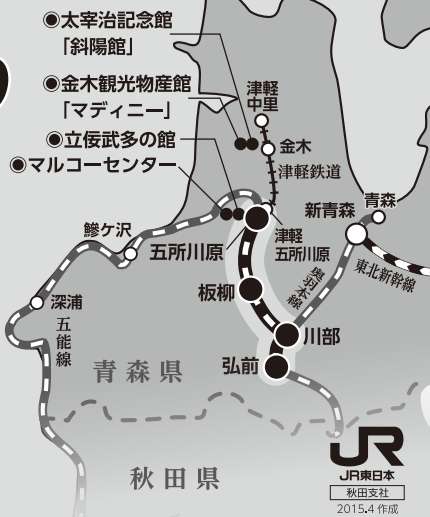 ◉太宰治記念館
「斜陽館」
◉金木観光物産館
「マディニー」
◉立佞武多の館
◉マルコーセンター
津軽
中里
金木
津軽鉄道
新青森
青森
鰺ケ沢
五所川原
津軽
五所川原
東北新幹線
奥羽本線
板柳
深浦
五能線
川部
弘前
青森県
秋田県
JR
JR東日本
秋田支社
2015.4 作成